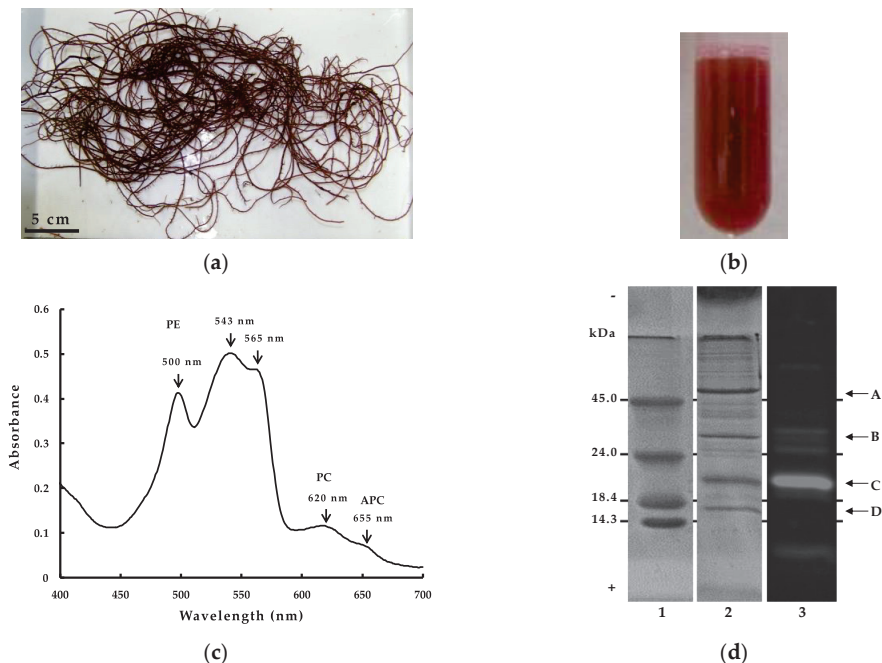 5 cm
(a)
(b)
0.6
0.5
0.4
0.3
0.2
0.1
0
Absorbance
PE
500 nm
543 nm
565 nm
PC
620 nm
APC
655 nm
400
450
500
550
600
650
700
Wavelength (nm)
(c)
-
kDa
45.0
24.0
18.4
14.3
+
A
B
C
D
1
2
3
(d)